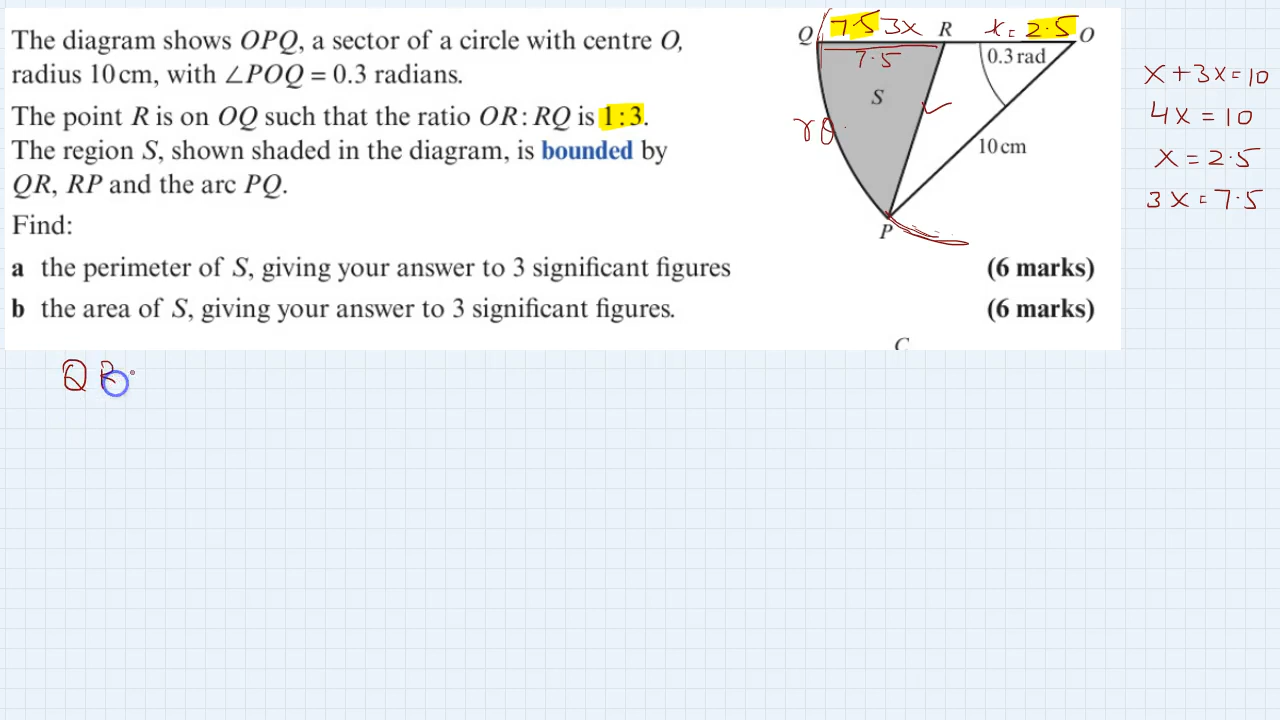 The diagram shows OPQ, a sector of a circle with centre O,
radius 10 cm, with ∠POQ = 0.3 radians.
The point R is on OQ such that the ratio OR : RQ is 1 : 3.
The region S, shown shaded in the diagram, is bounded by
QR, RP and the arc PQ.
Find:
a the perimeter of S, giving your answer to 3 significant figures (6 marks)
b the area of S, giving your answer to 3 significant figures. (6 marks)
Q 7.5 3x R x = 2.5 O
7.5 0.3 rad
S
rθ
10 cm
P
C
x + 3x = 10
4x = 10
x = 2.5
3x = 7.5
QR